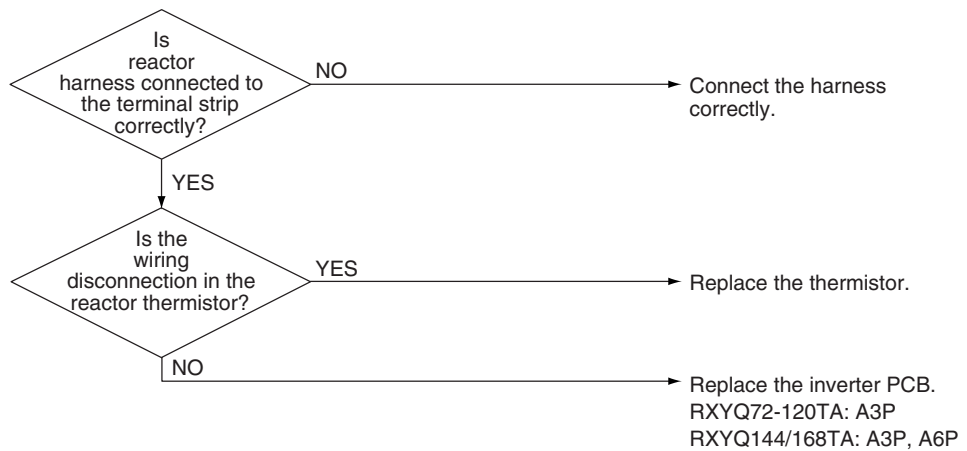 Is
reactor
harness connected to
the terminal strip
correctly?
NO
Connect the harness
correctly.
YES
Is the
wiring
disconnection in the
reactor thermistor?
YES
Replace the thermistor.
NO
Replace the inverter PCB.
RXYQ72-120TA: A3P
RXYQ144/168TA: A3P, A6P